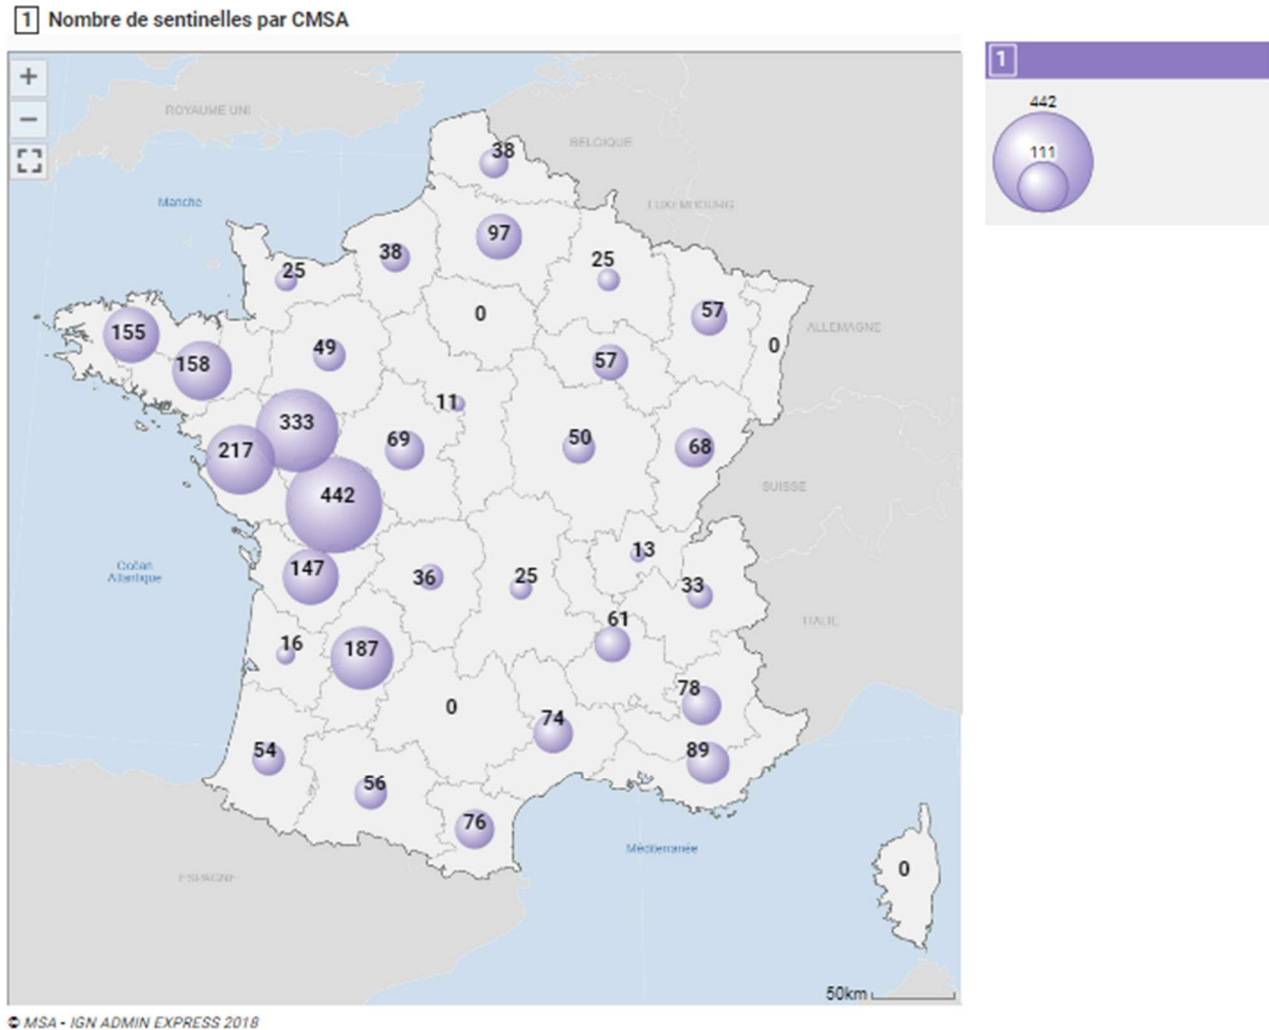 1 Nombre de sentinelles par CMSA
+
−
ROYAUME UNI
BELGIQUE
LUXEMBOURG
Manche
ALLEMAGNE
SUISSE
Océan
Atlantique
ITALIE
Méditerranée
ESPAGNE
38
97
38
25
25
57
0
0
155
158
49
57
11
333
217
69
50
68
442
13
147
36
25
33
61
16
187
78
0
74
89
54
56
76
0
50km
1
442
111
© MSA - IGN ADMIN EXPRESS 2018